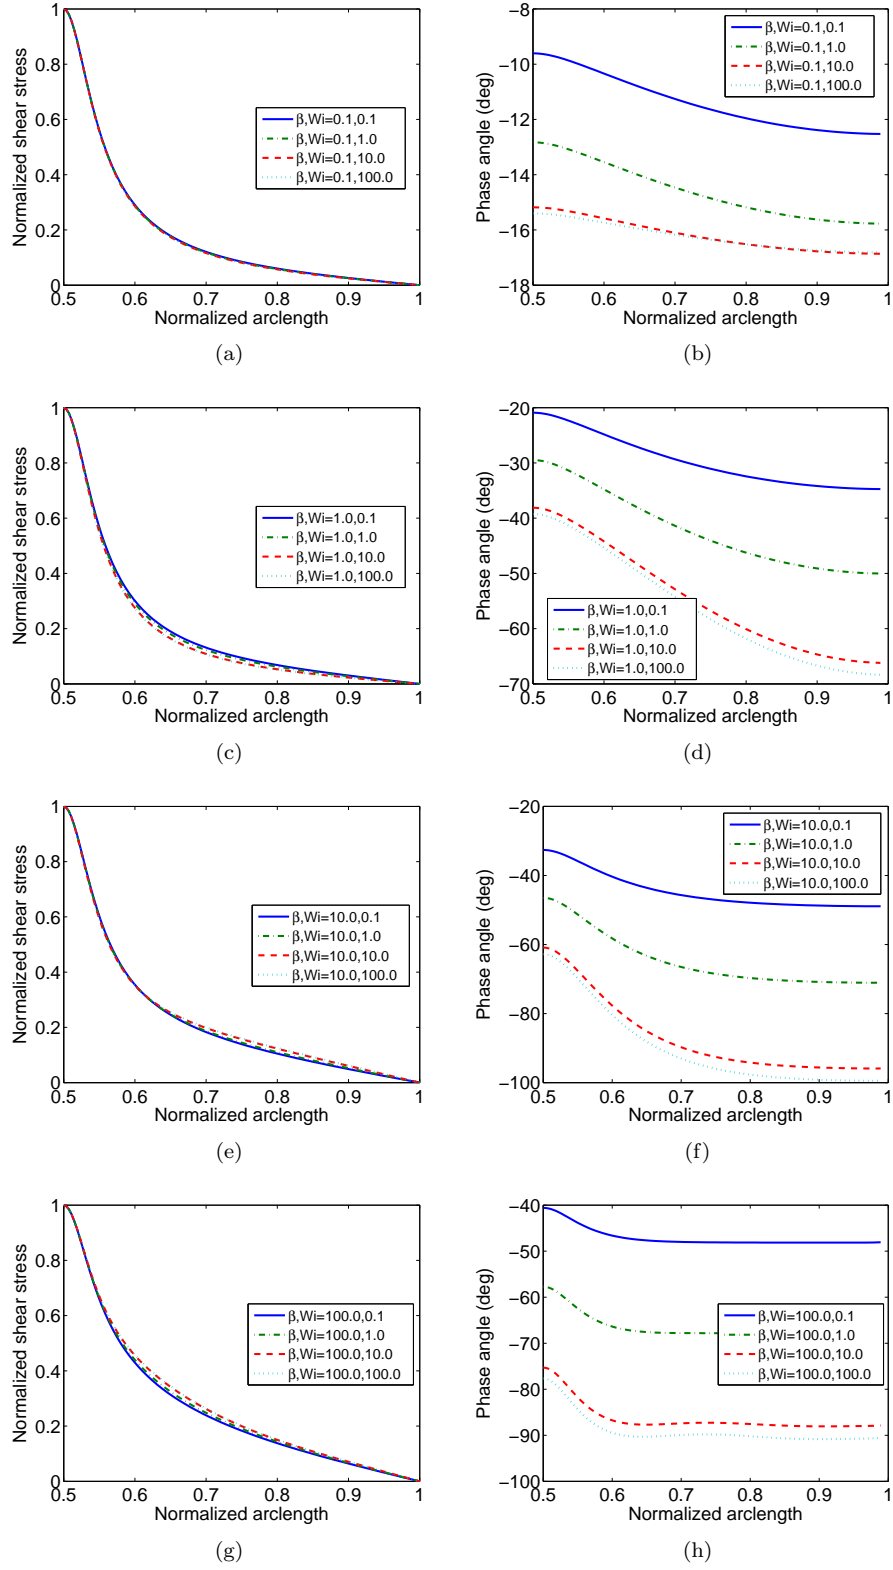 1
0.8
0.6
0.4
0.2
0
0.5 0.6 0.7 0.8 0.9 1
Normalized shear stress
Normalized arclength
β,Wi=0.1,0.1
β,Wi=0.1,1.0
β,Wi=0.1,10.0
β,Wi=0.1,100.0
(a)
−8
−10
−12
−14
−16
−18
0.5 0.6 0.7 0.8 0.9 1
Phase angle (deg)
Normalized arclength
β,Wi=0.1,0.1
β,Wi=0.1,1.0
β,Wi=0.1,10.0
β,Wi=0.1,100.0
(b)
1
0.8
0.6
0.4
0.2
0
0.5 0.6 0.7 0.8 0.9 1
Normalized shear stress
Normalized arclength
β,Wi=1.0,0.1
β,Wi=1.0,1.0
β,Wi=1.0,10.0
β,Wi=1.0,100.0
(c)
−20
−30
−40
−50
−60
−70
0.5 0.6 0.7 0.8 0.9 1
Phase angle (deg)
Normalized arclength
β,Wi=1.0,0.1
β,Wi=1.0,1.0
β,Wi=1.0,10.0
β,Wi=1.0,100.0
(d)
1
0.8
0.6
0.4
0.2
0
0.5 0.6 0.7 0.8 0.9 1
Normalized shear stress
Normalized arclength
β,Wi=10.0,0.1
β,Wi=10.0,1.0
β,Wi=10.0,10.0
β,Wi=10.0,100.0
(e)
−20
−40
−60
−80
−100
0.5 0.6 0.7 0.8 0.9 1
Phase angle (deg)
Normalized arclength
β,Wi=10.0,0.1
β,Wi=10.0,1.0
β,Wi=10.0,10.0
β,Wi=10.0,100.0
(f)
1
0.8
0.6
0.4
0.2
0
0.5 0.6 0.7 0.8 0.9 1
Normalized shear stress
Normalized arclength
β,Wi=100.0,0.1
β,Wi=100.0,1.0
β,Wi=100.0,10.0
β,Wi=100.0,100.0
(g)
−40
−50
−60
−70
−80
−90
−100
0.5 0.6 0.7 0.8 0.9 1
Phase angle (deg)
Normalized arclength
β,Wi=100.0,0.1
β,Wi=100.0,1.0
β,Wi=100.0,10.0
β,Wi=100.0,100.0
(h)